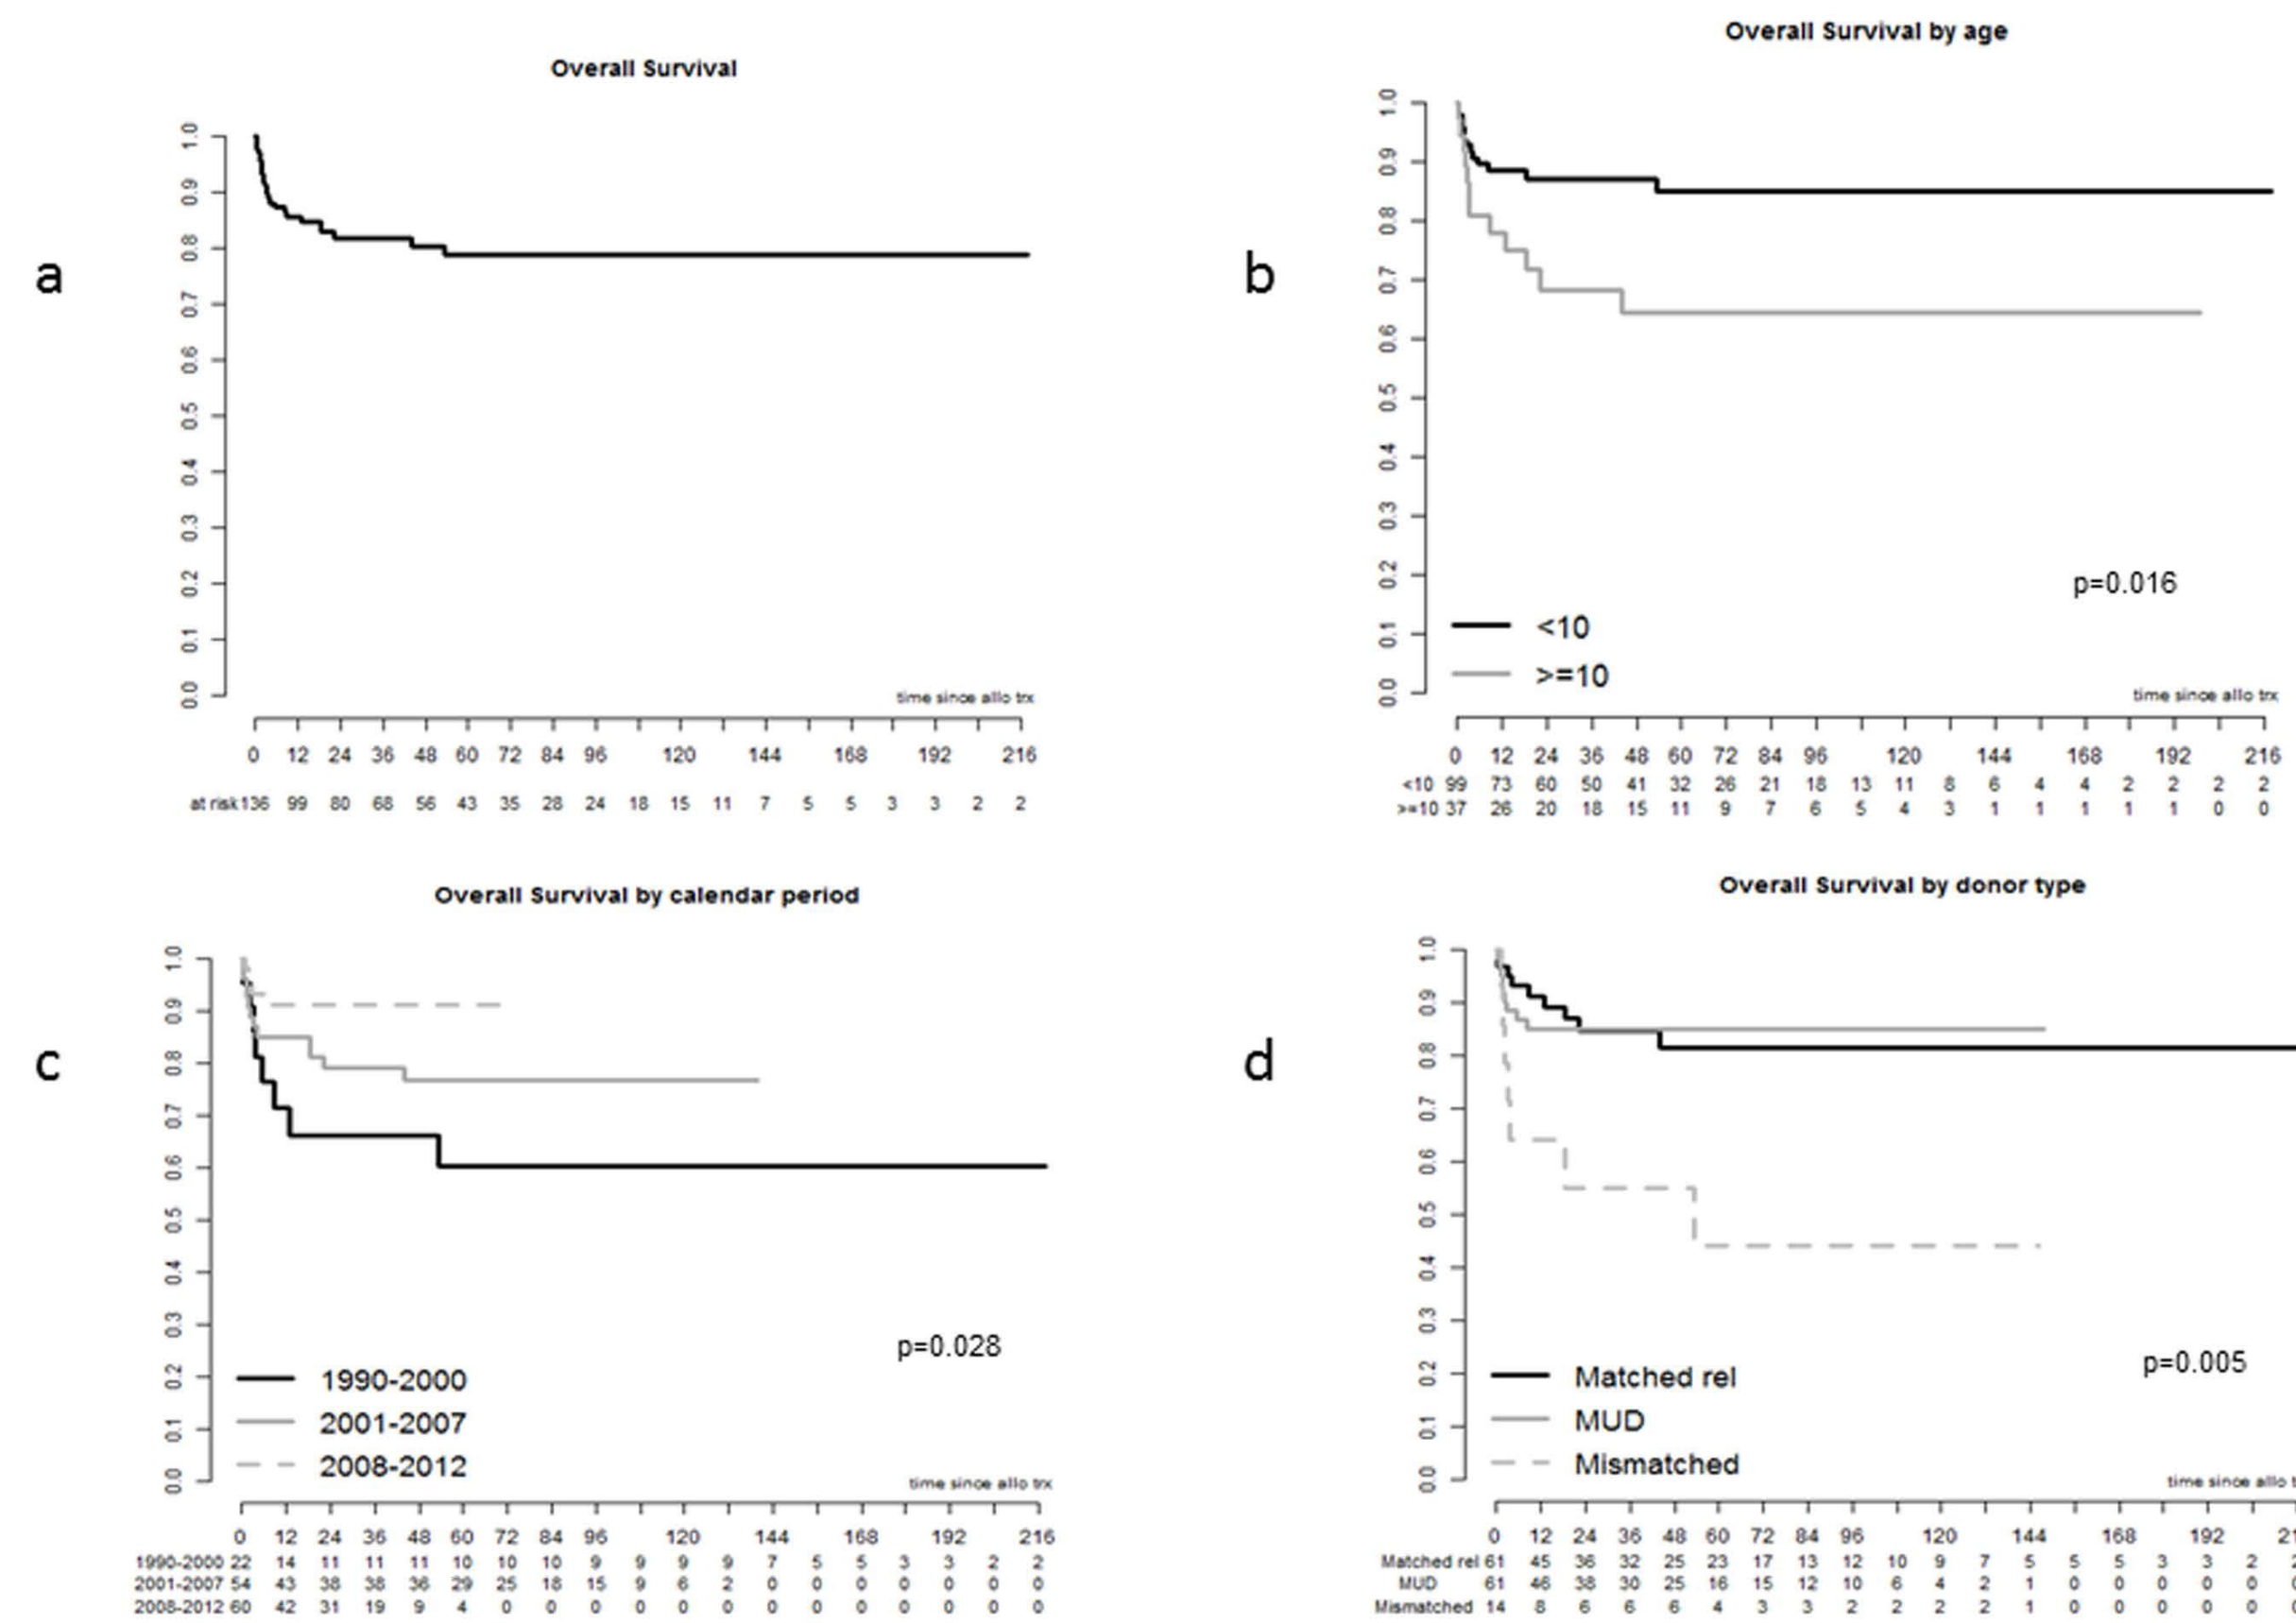 Overall Survival
1.0
0.9
0.8
0.7
0.6
0.5
0.4
0.3
0.2
0.1
0.0
a
time since allo trx
0 12 24 36 48 60 72 84 96 120 144 168 192 216
at risk 136 99 80 68 56 43 35 28 24 18 15 11 7 5 5 3 3 2 2
Overall Survival by age
1.0
0.9
0.8
0.7
0.6
0.5
0.4
0.3
0.2
0.1
0.0
b
p=0.016
<10
>=10
time since allo trx
0 12 24 36 48 60 72 84 96 120 144 168 192 216
<10 99 73 60 50 41 32 26 21 18 13 11 8 6 4 4 2 2 2 2
>=10 37 26 20 18 15 11 9 7 6 5 4 3 1 1 1 1 1 0 0
Overall Survival by calendar period
1.0
0.9
0.8
0.7
0.6
0.5
0.4
0.3
0.2
0.1
0.0
c
p=0.028
1990-2000
2001-2007
2008-2012
time since allo trx
0 12 24 36 48 60 72 84 96 120 144 168 192 216
1990-2000 22 14 11 11 11 10 10 10 9 9 9 9 7 5 5 3 3 2 2
2001-2007 54 43 38 38 36 29 25 18 15 9 6 2 0 0 0 0 0 0 0
2008-2012 60 42 31 19 9 4 0 0 0 0 0 0 0 0 0 0 0 0 0
Overall Survival by donor type
1.0
0.9
0.8
0.7
0.6
0.5
0.4
0.3
0.2
0.1
0.0
d
p=0.005
Matched rel
MUD
Mismatched
time since allo t
0 12 24 36 48 60 72 84 96 120 144 168 192
Matched rel 61 45 36 32 25 23 17 13 12 10 9 7 5 5 5 3 3 2
MUD 61 46 38 30 25 16 15 12 10 6 4 2 1 0 0 0 0 0
Mismatched 14 8 6 6 6 4 3 3 2 2 2 2 1 0 0 0 0 0